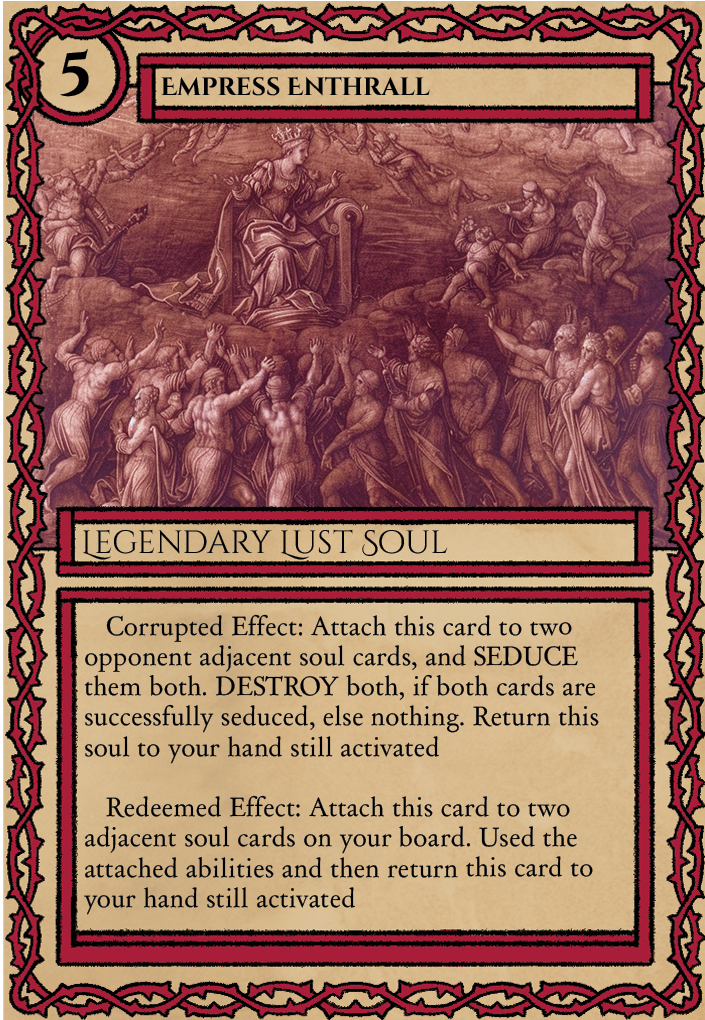 5
Empress Enthrall
Legendary Lust Soul
Corrupted Effect: Attach this card to two
opponent adjacent soul cards, and SEDUCE
them both. DESTROY both, if both cards are
successfully seduced, else nothing. Return this
soul to your hand still activated
Redeemed Effect: Attach this card to two
adjacent soul cards on your board. Used the
attached abilities and then return this card to
your hand still activated